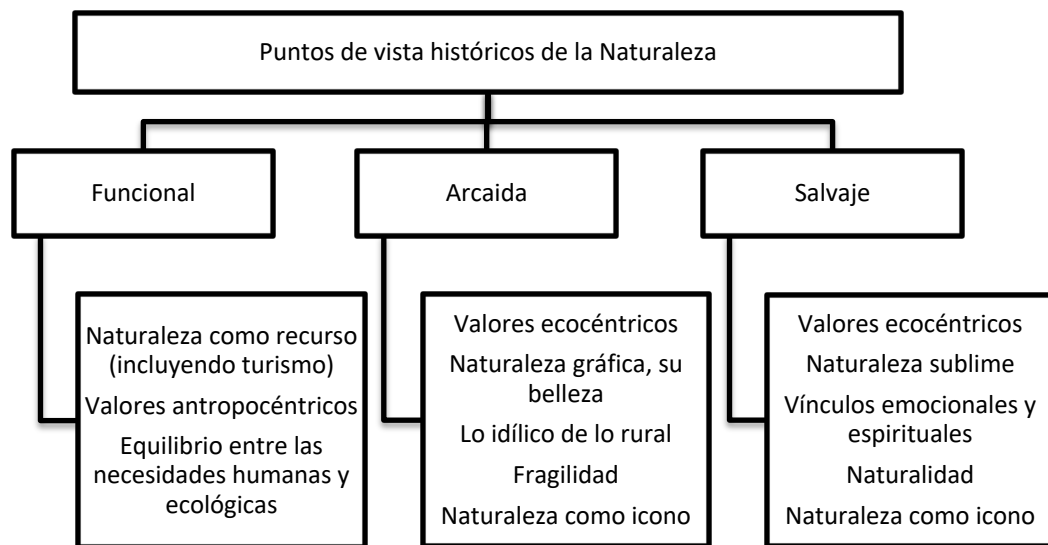 Puntos de vista históricos de la Naturaleza
Funcional
Arcaida
Salvaje
Naturaleza como recurso
(incluyendo turismo)
Valores antropocéntricos
Equilibrio entre las
necesidades humanas y
ecológicas
Valores ecocéntricos
Naturaleza gráfica, su
belleza
Lo idílico de lo rural
Fragilidad
Naturaleza como icono
Valores ecocéntricos
Naturaleza sublime
Vínculos emocionales y
espirituales
Naturalidad
Naturaleza como icono